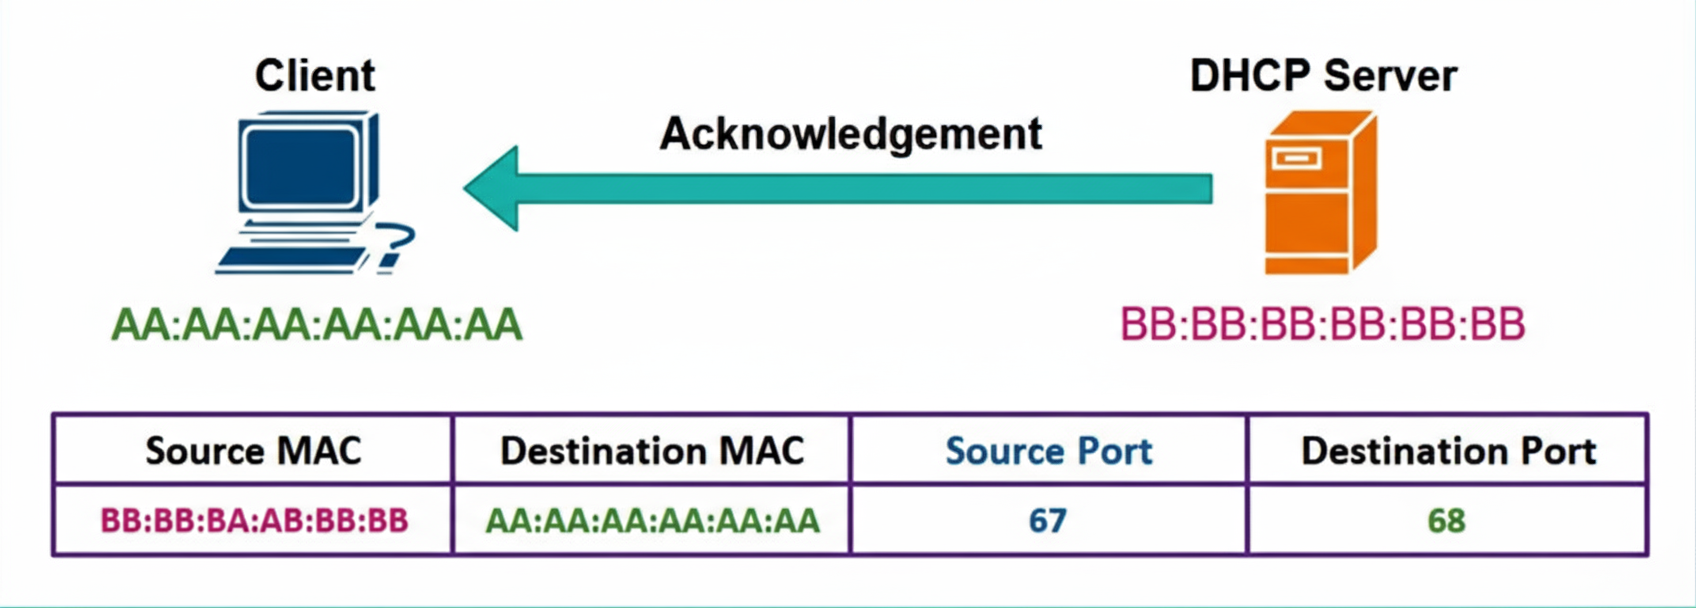 Client
DHCP Server
Acknowledgement
?
AA:AA:AA:AA:AA:AA
BB:BB:BB:BB:BB:BB
Source MAC Destination MAC Source Port Destination Port
BB:BB:BA:AB:BB:BB AA:AA:AA:AA:AA:AA 67 68